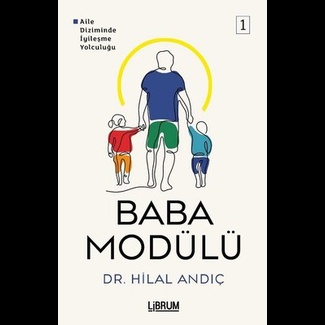 Aile
Diziminde
İyileşme
Yolculuğu
1
BABA
MODÜLÜ
DR. HİLAL ANDIÇ
LİBRUM